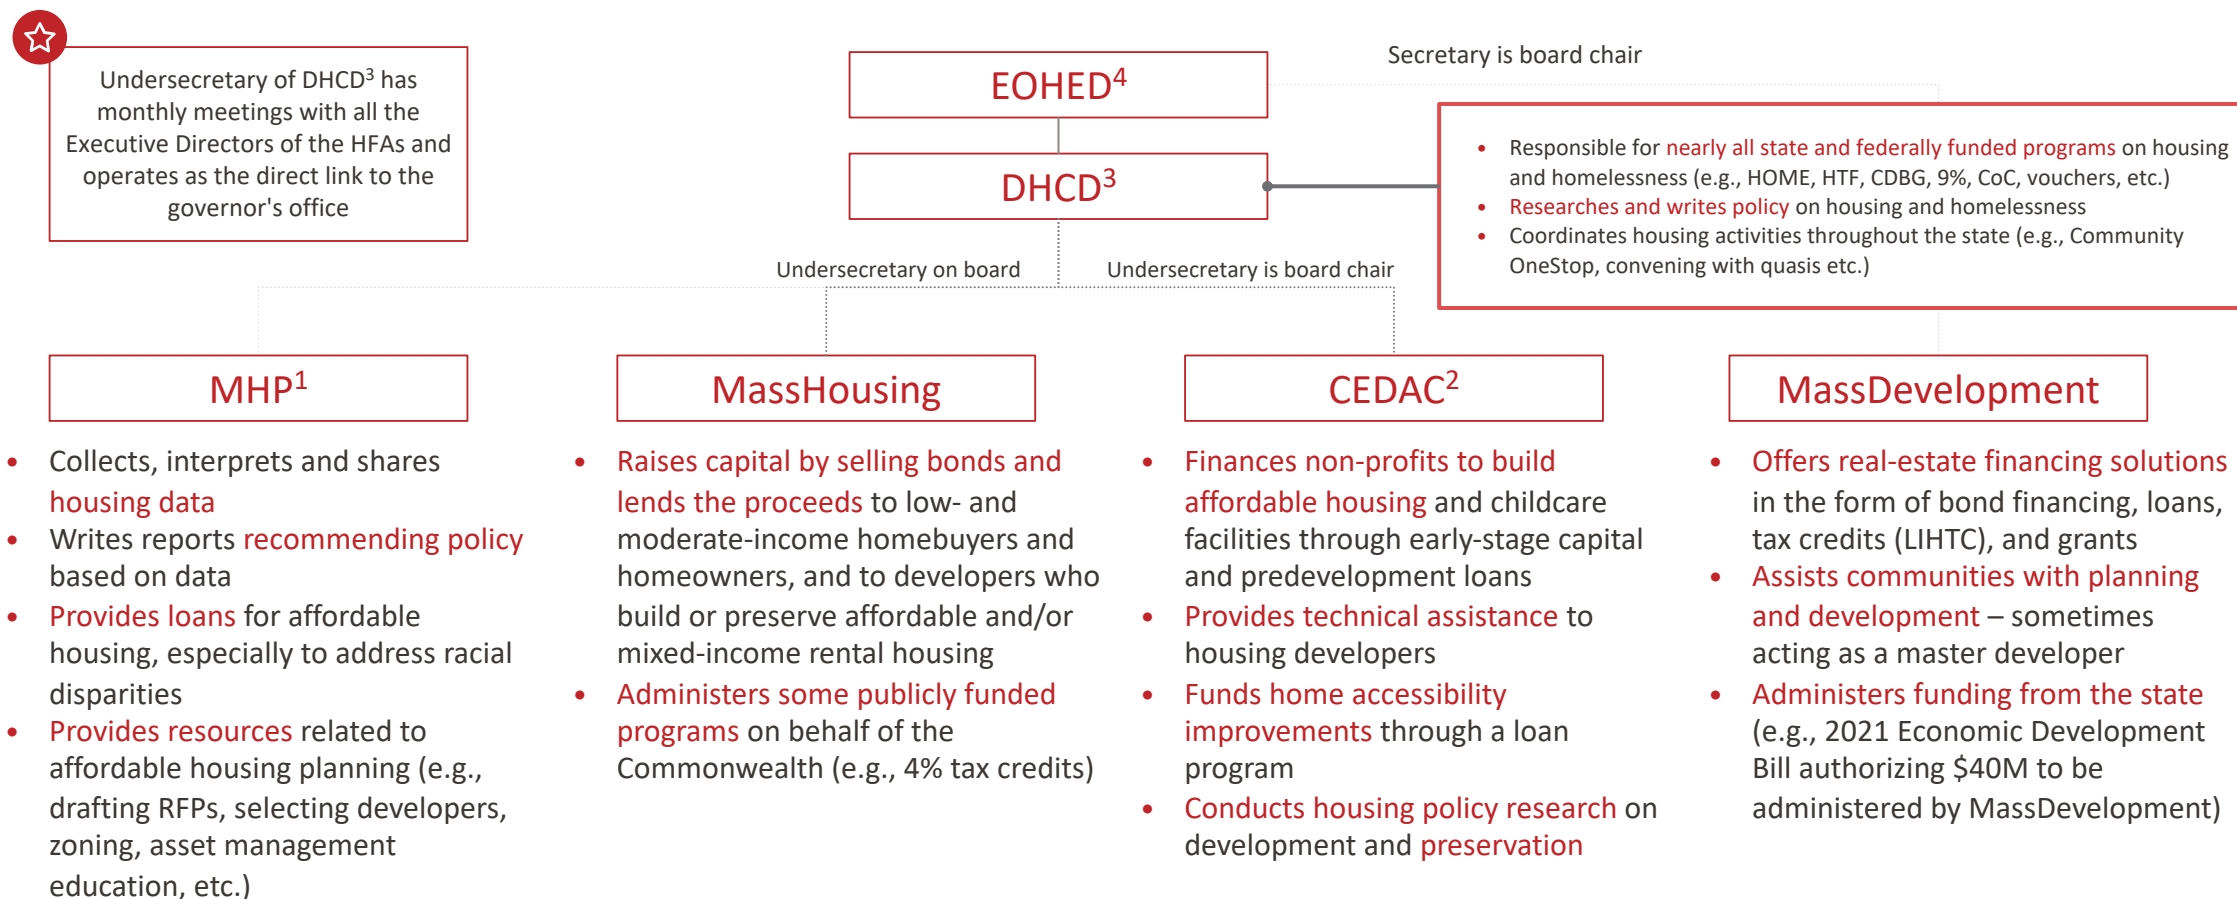 Undersecretary of DHCD³ has
monthly meetings with all the
Executive Directors of the HFAs and
operates as the direct link to the
governor's office
EOHED⁴
Secretary is board chair
DHCD³
• Responsible for nearly all state and federally funded programs on housing
and homelessness (e.g., HOME, HTF, CDBG, 9%, CoC, vouchers, etc.)
• Researches and writes policy on housing and homelessness
• Coordinates housing activities throughout the state (e.g., Community
OneStop, convening with quasis etc.)
Undersecretary on board
Undersecretary is board chair
MHP¹
• Collects, interprets and shares
housing data
• Writes reports recommending policy
based on data
• Provides loans for affordable
housing, especially to address racial
disparities
• Provides resources related to
affordable housing planning (e.g.,
drafting RFPs, selecting developers,
zoning, asset management
education, etc.)
MassHousing
• Raises capital by selling bonds and
lends the proceeds to low- and
moderate-income homebuyers and
homeowners, and to developers who
build or preserve affordable and/or
mixed-income rental housing
• Administers some publicly funded
programs on behalf of the
Commonwealth (e.g., 4% tax credits)
CEDAC²
• Finances non-profits to build
affordable housing and childcare
facilities through early-stage capital
and predevelopment loans
• Provides technical assistance to
housing developers
• Funds home accessibility
improvements through a loan
program
• Conducts housing policy research on
development and preservation
MassDevelopment
• Offers real-estate financing solutions
in the form of bond financing, loans,
tax credits (LIHTC), and grants
• Assists communities with planning
and development – sometimes
acting as a master developer
• Administers funding from the state
(e.g., 2021 Economic Development
Bill authorizing $40M to be
administered by MassDevelopment)